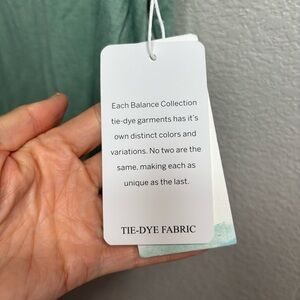 Each Balance Collection
tie-dye garments has it's
own distinct colors and
variations. No two are the
same, making each as
unique as the last.
TIE-DYE FABRIC